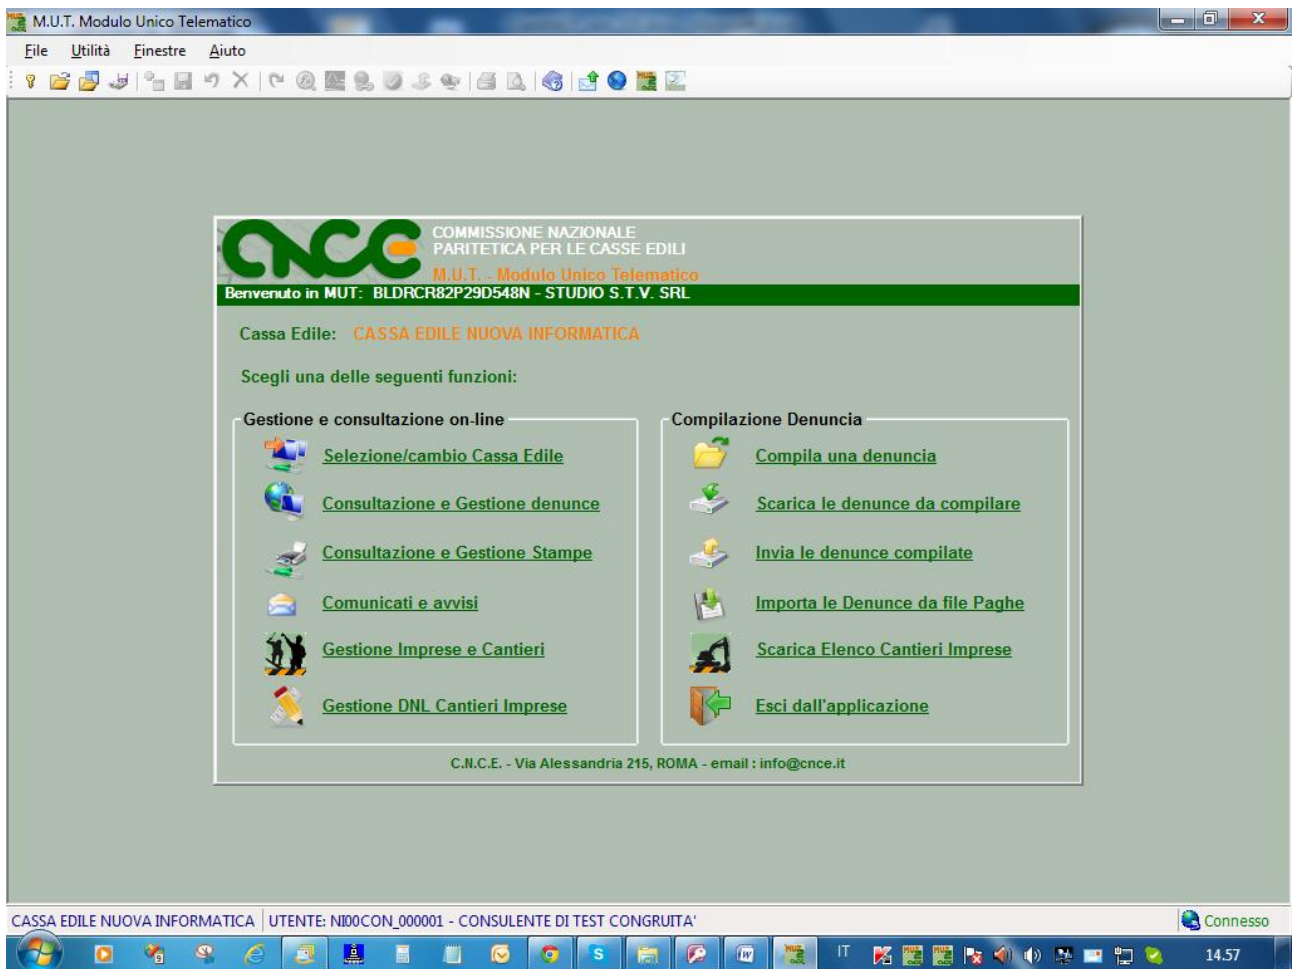 M.U.T. Modulo Unico Telematico
File Utilità Finestre Aiuto
CNCE
COMMISSIONE NAZIONALE
PARITETICA PER LE CASSE EDILI
M.U.T. - Modulo Unico Telematico
Benvenuto in MUT: BLDRCR82P29D548N - STUDIO S.T.V. SRL
Cassa Edile: CASSA EDILE NUOVA INFORMATICA
Scegli una delle seguenti funzioni:
Gestione e consultazione on-line
Selezione/cambio Cassa Edile
Consultazione e Gestione denunce
Consultazione e Gestione Stampe
Comunicati e avvisi
Gestione Imprese e Cantieri
Gestione DNL Cantieri Imprese
Compilazione Denuncia
Compila una denuncia
Scarica le denunce da compilare
Invia le denunce compilate
Importa le Denunce da file Paghe
Scarica Elenco Cantieri Imprese
Esci dall'applicazione
C.N.C.E. - Via Alessandria 215, ROMA - email : info@cnce.it
CASSA EDILE NUOVA INFORMATICA UTENTE: NI00CON_000001 - CONSULENTE DI TEST CONGRUITA' Connesso
IT 14.57